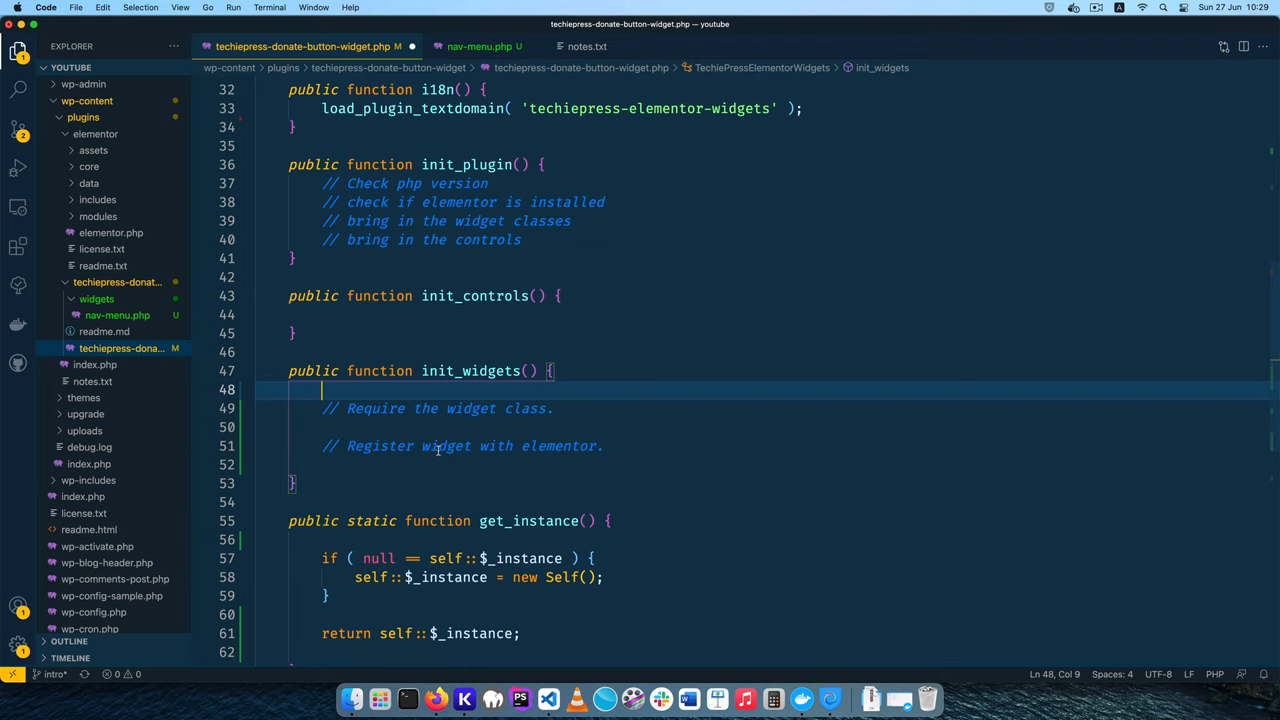 Code File Edit Selection View Go Run Terminal Window Help Sun 27 Jun 10:29
techiepress-donate-button-widget.php — youtube
EXPLORER
techiepress-donate-button-widget.php M
nav-menu.php U
notes.txt
YOUTUBE
wp-content > plugins > techiepress-donate-button-widget > techiepress-donate-button-widget.php > TechiePressElementorWidgets > init_widgets
wp-admin
wp-content
plugins
elementor
assets
core
data
includes
modules
elementor.php
license.txt
readme.txt
techiepress-donat...
widgets
nav-menu.php U
readme.md
techiepress-dona... M
index.php
notes.txt
themes
upgrade
uploads
debug.log
index.php
wp-includes
index.php
license.txt
readme.html
wp-activate.php
wp-blog-header.php
wp-comments-post.php
wp-config-sample.php
wp-config.php
wp-cron.php
OUTLINE
TIMELINE
32 public function i18n() {
33 load_plugin_textdomain( 'techiepress-elementor-widgets' );
34 }
35
36 public function init_plugin() {
37 // Check php version
38 // check if elementor is installed
39 // bring in the widget classes
40 // bring in the controls
41 }
42
43 public function init_controls() {
44
45 }
46
47 public function init_widgets() {
48
49 // Require the widget class.
50
51 // Register widget with elementor.
52
53 }
54
55 public static function get_instance() {
56
57 if ( null == self::$_instance ) {
58 self::$_instance = new Self();
59 }
60
61 return self::$_instance;
62
intro* 0 0 Ln 48, Col 9 Spaces: 4 UTF-8 LF PHP